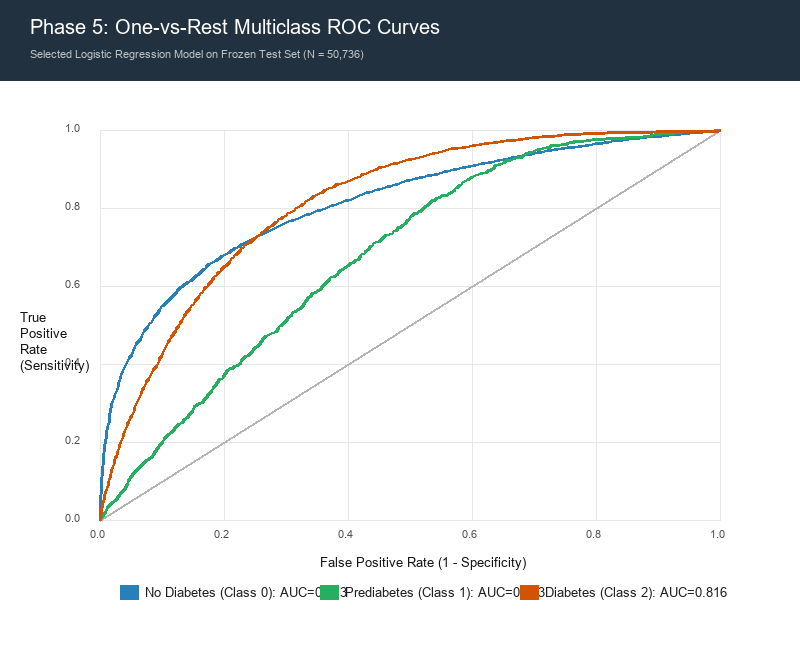 Phase 5: One-vs-Rest Multiclass ROC Curves
Selected Logistic Regression Model on Frozen Test Set (N = 50,736)
1.0
0.8
0.6
True
Positive
Rate
(Sensitivity)
0.4
0.2
0.0
0.0 0.2 0.4 0.6 0.8 1.0
False Positive Rate (1 - Specificity)
No Diabetes (Class 0): Prediabetes (Class 1): Diabetes (Class 2): AUC=0.816